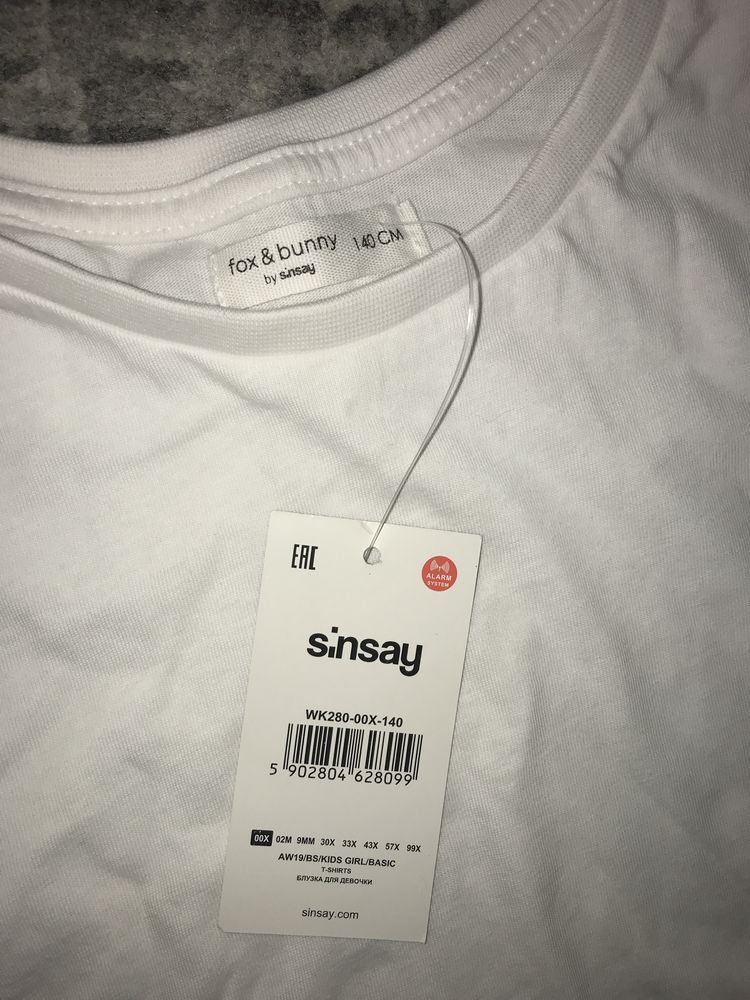 fox & bunny 140 CM
by sinsay
EAC
ALARM
SYSTEM
sinsay
WK280-00X-140
5 902804 628099
00X 02M 9MM 30X 33X 43X 57X 99X
AW19/BS/KIDS GIRL/BASIC
T-SHIRTS
БЛУЗКА ДЛЯ ДЕВОЧКИ
sinsay.com